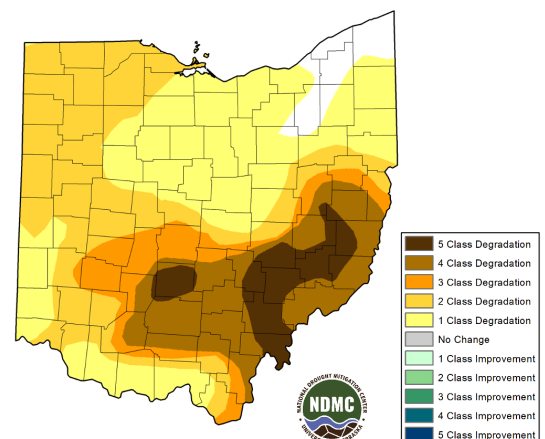 5 Class Degradation
4 Class Degradation
3 Class Degradation
2 Class Degradation
1 Class Degradation
No Change
1 Class Improvement
2 Class Improvement
3 Class Improvement
4 Class Improvement
5 Class Improvement
NATIONAL DROUGHT MITIGATION CENTER
NDMC